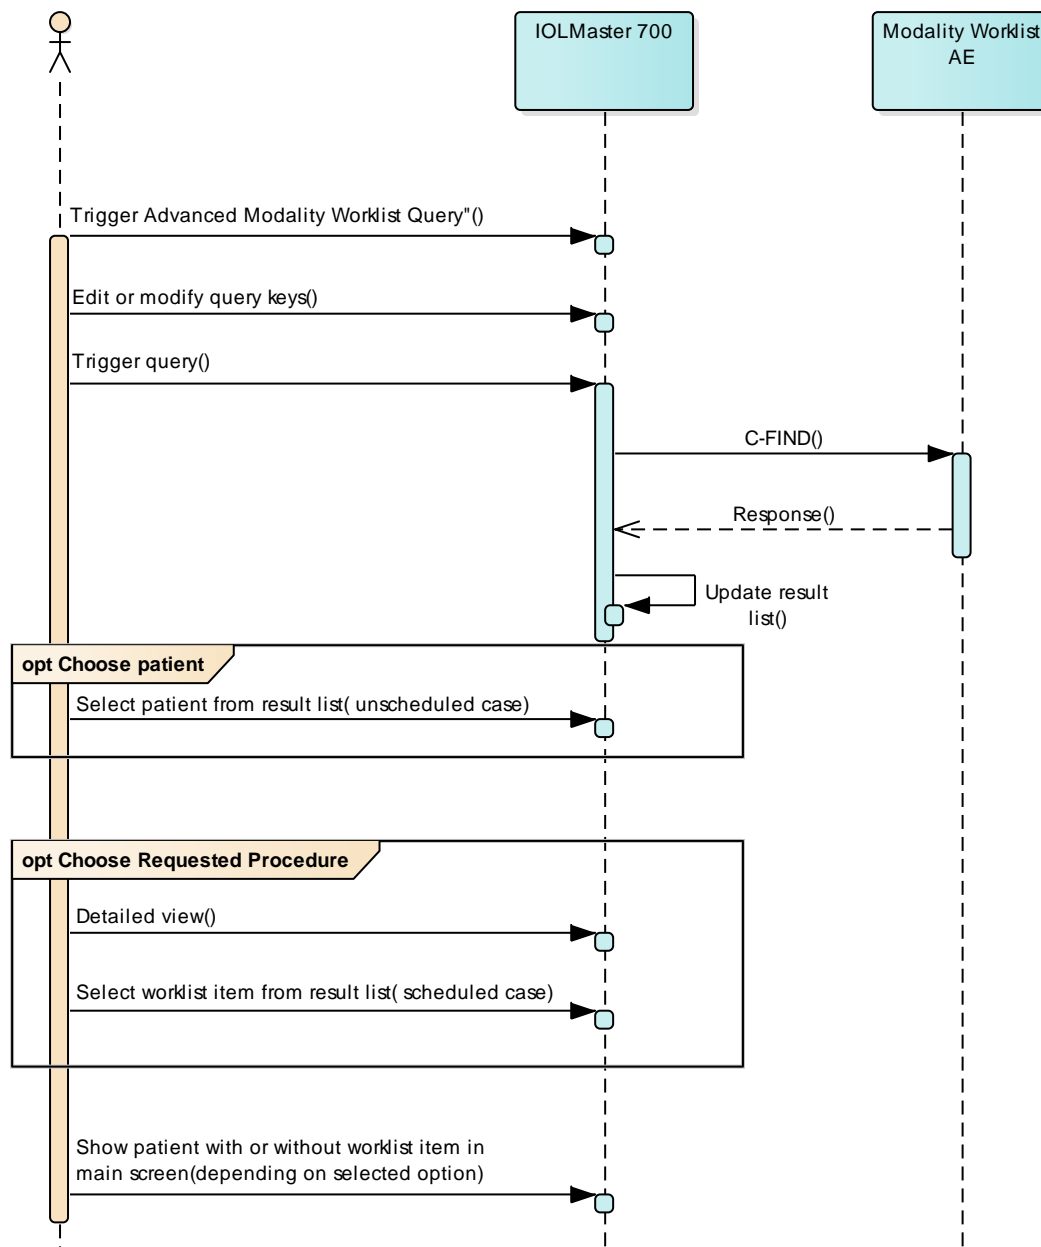 IOLMaster 700
Modality Worklist
AE
Trigger Advanced Modality Worklist Query"()
Edit or modify query keys()
Trigger query()
C-FIND()
Response()
Update result
list()
opt Choose patient
Select patient from result list( unscheduled case)
opt Choose Requested Procedure
Detailed view()
Select worklist item from result list( scheduled case)
Show patient with or without worklist item in
main screen(depending on selected option)